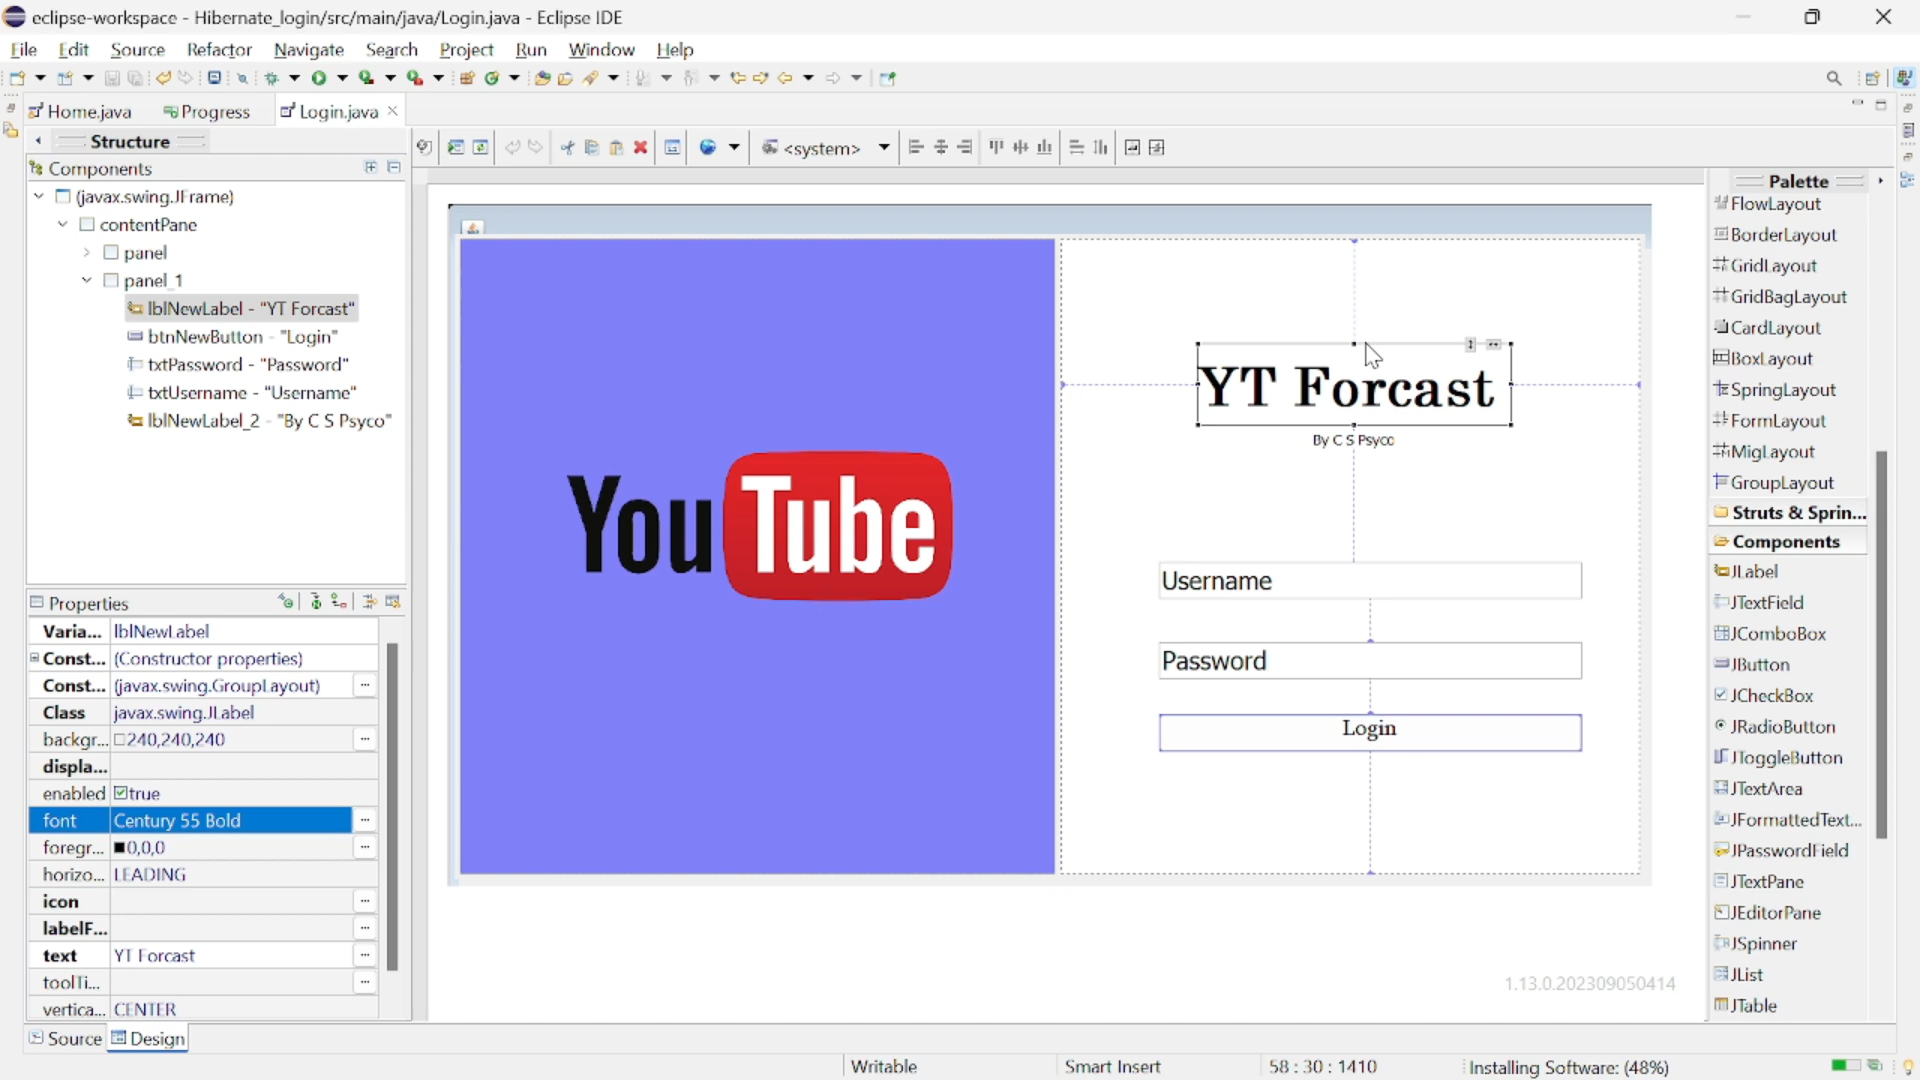 eclipse-workspace - Hibernate_login/src/main/java/Login.java - Eclipse IDE
File Edit Source Refactor Navigate Search Project Run Window Help
Home.java Progress Login.java
Structure
<system>
Palette
Components
(javax.swing.JFrame)
contentPane
panel
panel_1
lblNewLabel - "YT Forcast"
btnNewButton - "Login"
txtPassword - "Password"
txtUsername - "Username"
lblNewLabel_2 - "By C S Psyco"
Properties
Varia... lblNewLabel
Const... (Constructor properties)
Const... (javax.swing.GroupLayout)
Class javax.swing.JLabel
backgr... 240,240,240
displa...
enabled true
font Century 55 Bold
foregr... 0,0,0
horizo... LEADING
icon
labelF...
text YT Forcast
toolTi...
vertica... CENTER
Source Design
YouTube
YT Forcast
By C S Psyco
Username
Password
Login
1.13.0.202309050414
FlowLayout
BorderLayout
GridLayout
GridBagLayout
CardLayout
BoxLayout
SpringLayout
FormLayout
MigLayout
GroupLayout
Struts & Sprin...
Components
JLabel
JTextField
JComboBox
JButton
JCheckBox
JRadioButton
JToggleButton
JTextArea
JFormattedText...
JPasswordField
JTextPane
JEditorPane
JSpinner
JList
JTable
Writable Smart Insert 58 : 30 : 1410 Installing Software: (48%)